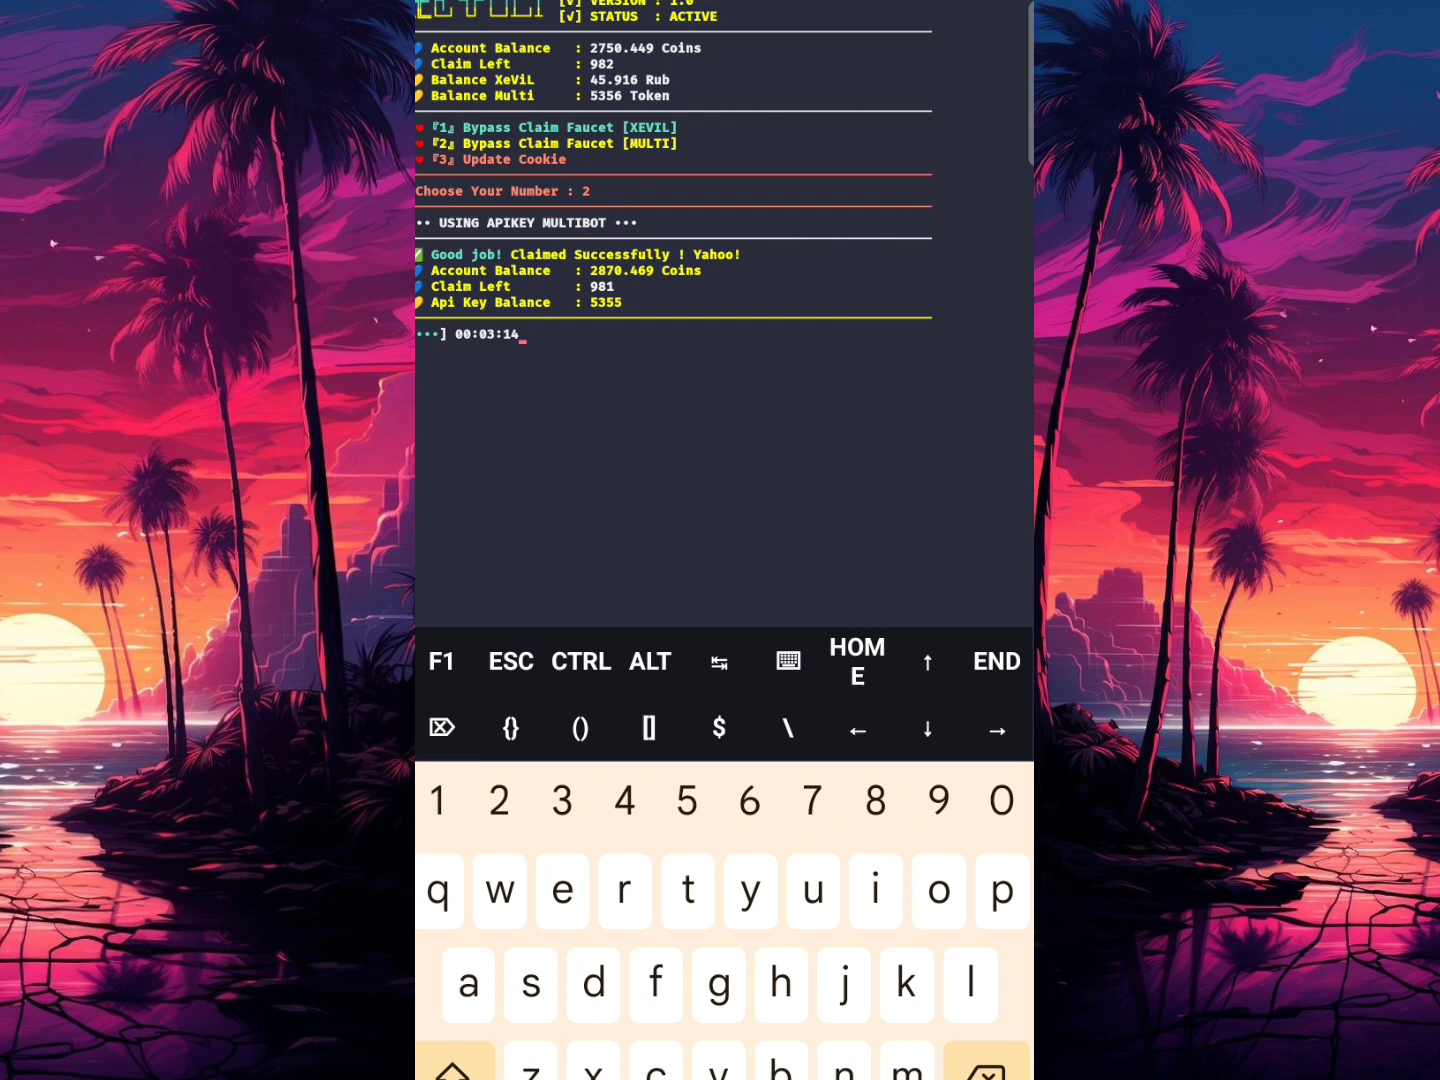 [√] VERSION : 1.0
[√] STATUS : ACTIVE
Account Balance : 2750.449 Coins
Claim Left : 982
Balance XeViL : 45.916 Rub
Balance Multi : 5356 Token
『1』 Bypass Claim Faucet [XEVIL]
『2』 Bypass Claim Faucet [MULTI]
『3』 Update Cookie
Choose Your Number : 2
•• USING APIKEY MULTIBOT •••
✅ Good job! Claimed Successfully ! Yahoo!
Account Balance : 2870.469 Coins
Claim Left : 981
Api Key Balance : 5355
•••] 00:03:14
F1 ESC CTRL ALT ↹ ⌨ HOME ↑ END
⌦ {} () [] $ \ ← ↓ →
1 2 3 4 5 6 7 8 9 0
q w e r t y u i o p
a s d f g h j k l
z x c v b n m